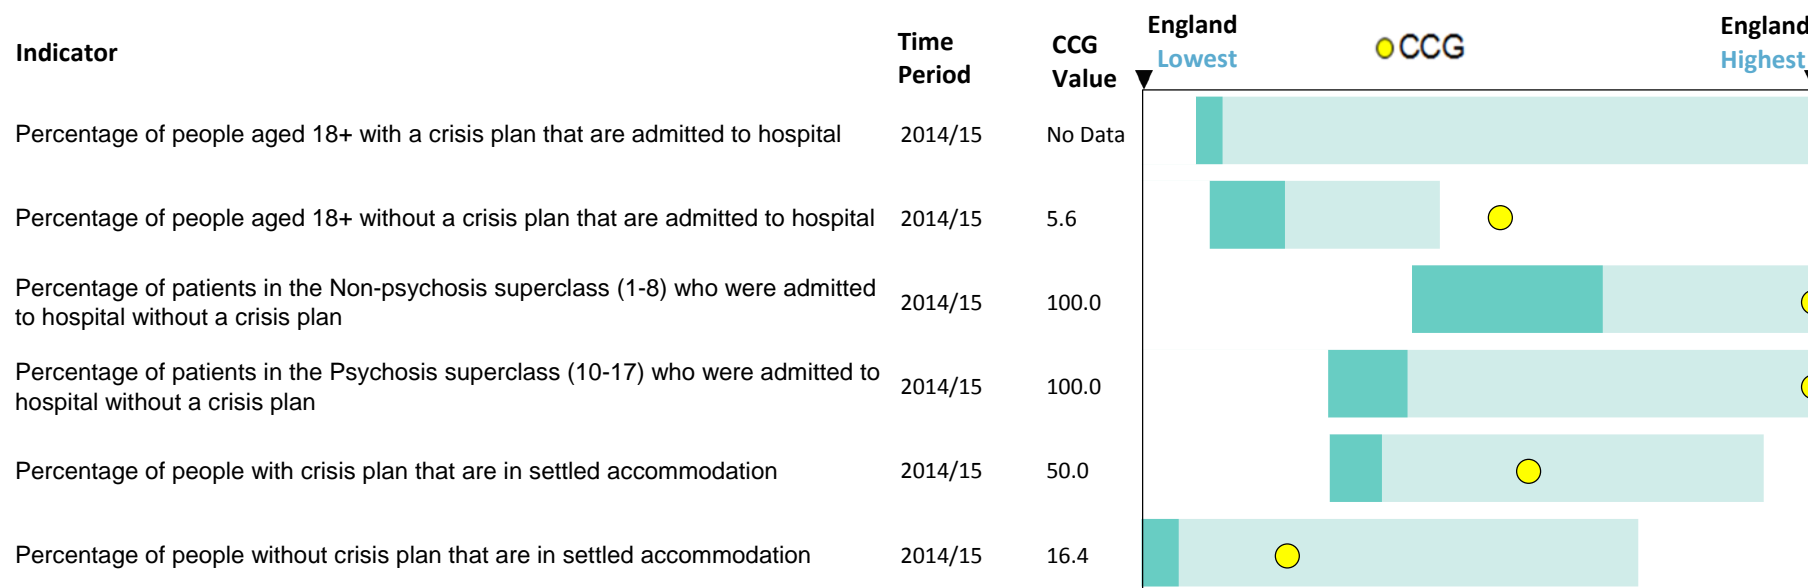 Indicator
Time Period
CCG Value
England Lowest
CCG
England Highest
Percentage of people aged 18+ with a crisis plan that are admitted to hospital 2014/15 No Data
Percentage of people aged 18+ without a crisis plan that are admitted to hospital 2014/15 5.6
Percentage of patients in the Non-psychosis superclass (1-8) who were admitted
to hospital without a crisis plan 2014/15 100.0
Percentage of patients in the Psychosis superclass (10-17) who were admitted to
hospital without a crisis plan 2014/15 100.0
Percentage of people with crisis plan that are in settled accommodation 2014/15 50.0
Percentage of people without crisis plan that are in settled accommodation 2014/15 16.4